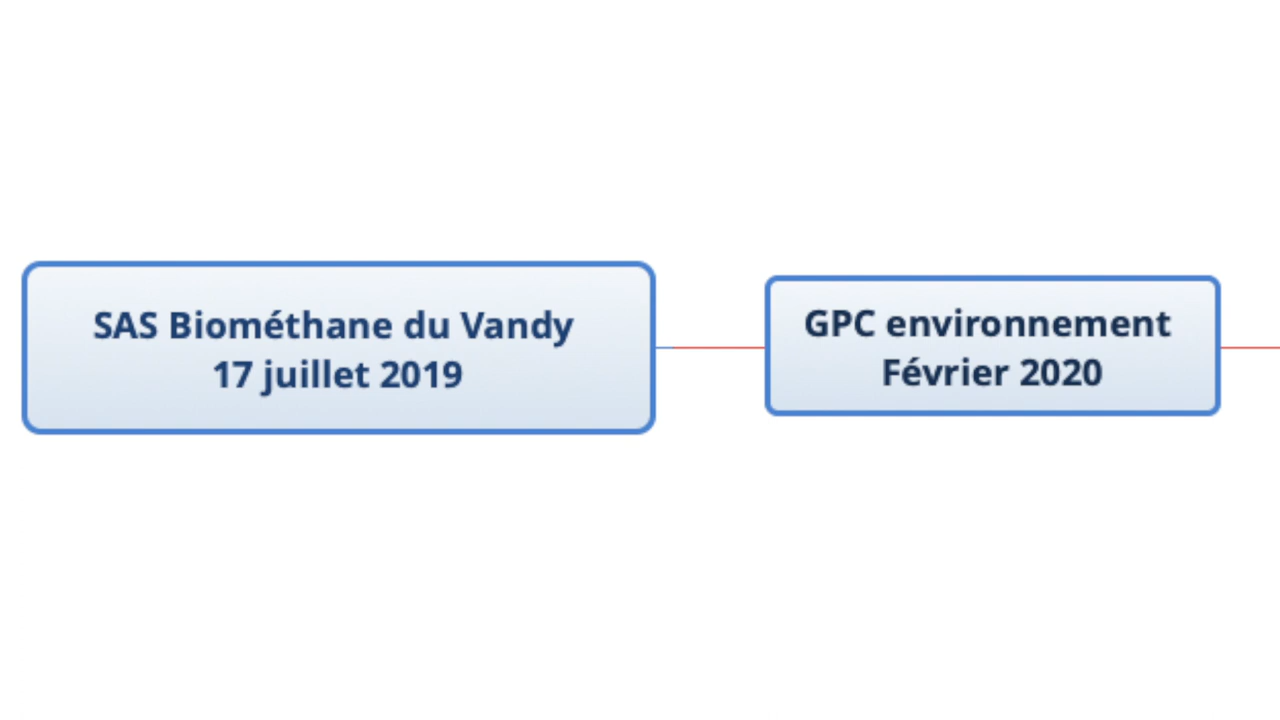 SAS Biométhane du Vandy
17 juillet 2019
GPC environnement
Février 2020